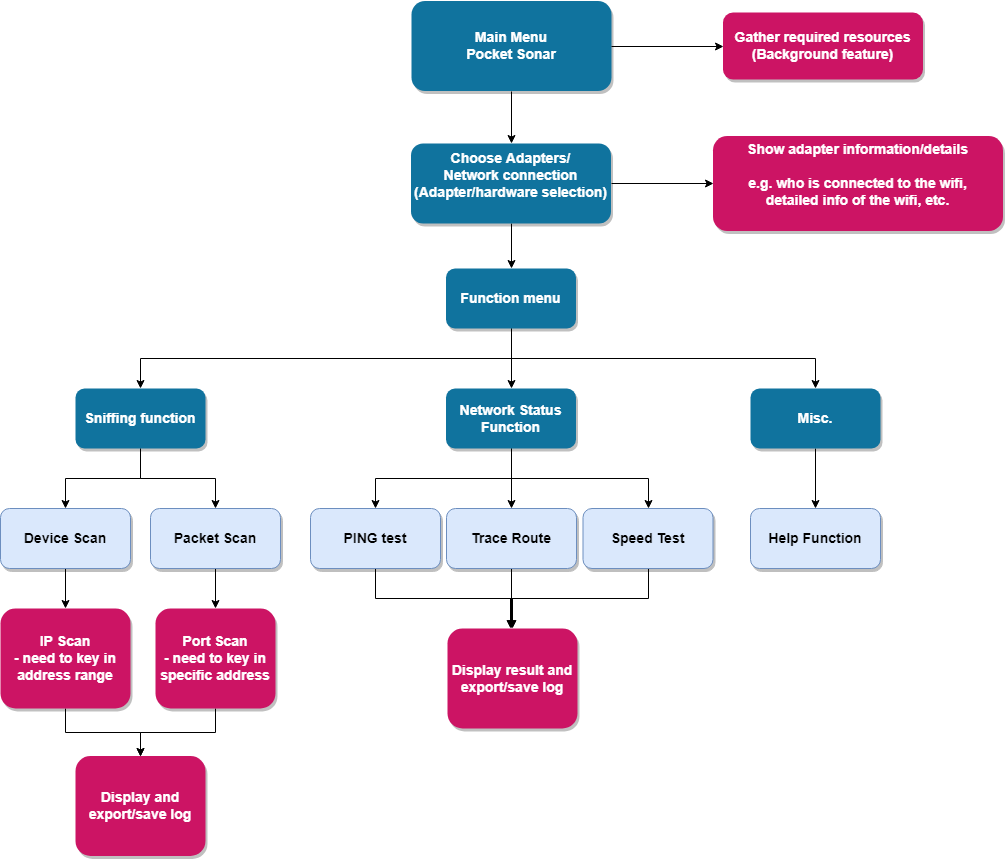 Main Menu
Pocket Sonar
Gather required resources
(Background feature)
Choose Adapters/
Network connection
(Adapter/hardware selection)
Show adapter information/details
e.g. who is connected to the wifi,
detailed info of the wifi, etc.
Function menu
Sniffing function
Network Status
Function
Misc.
Device Scan
Packet Scan
PING test
Trace Route
Speed Test
Help Function
IP Scan
- need to key in
address range
Port Scan
- need to key in
specific address
Display result and
export/save log
Display and
export/save log